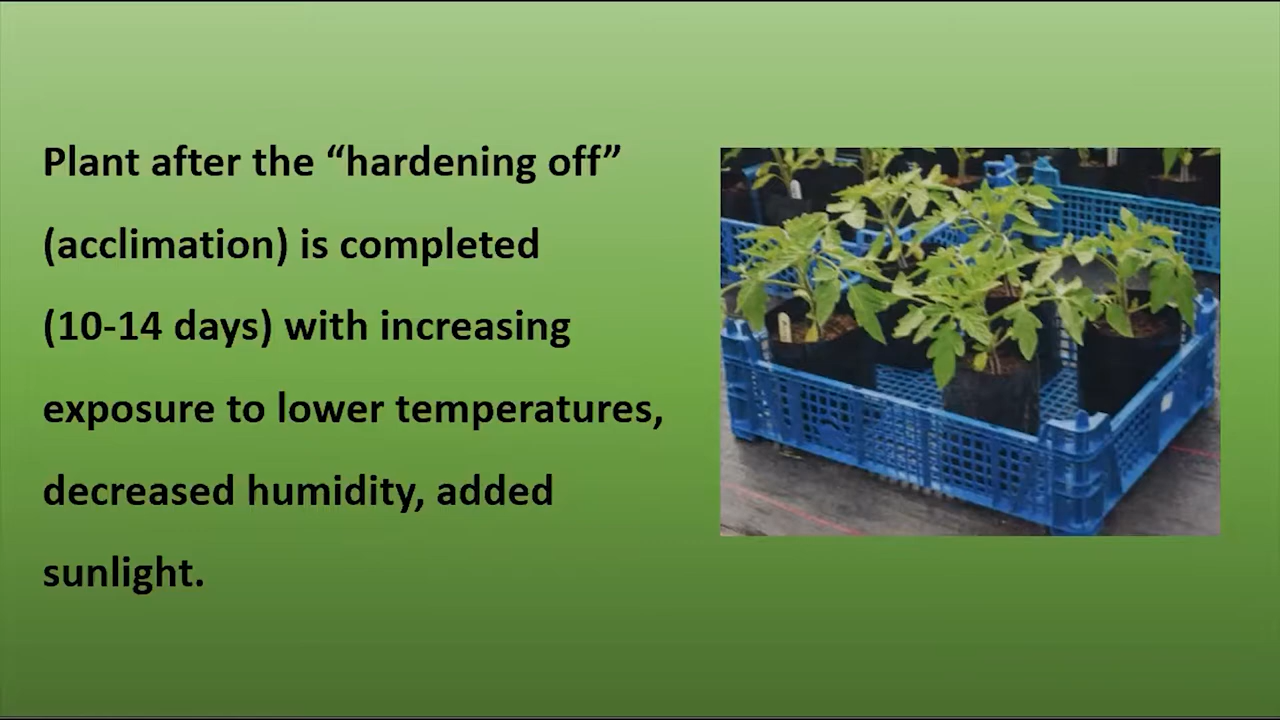 Plant after the “hardening off”
(acclimation) is completed
(10-14 days) with increasing
exposure to lower temperatures,
decreased humidity, added
sunlight.